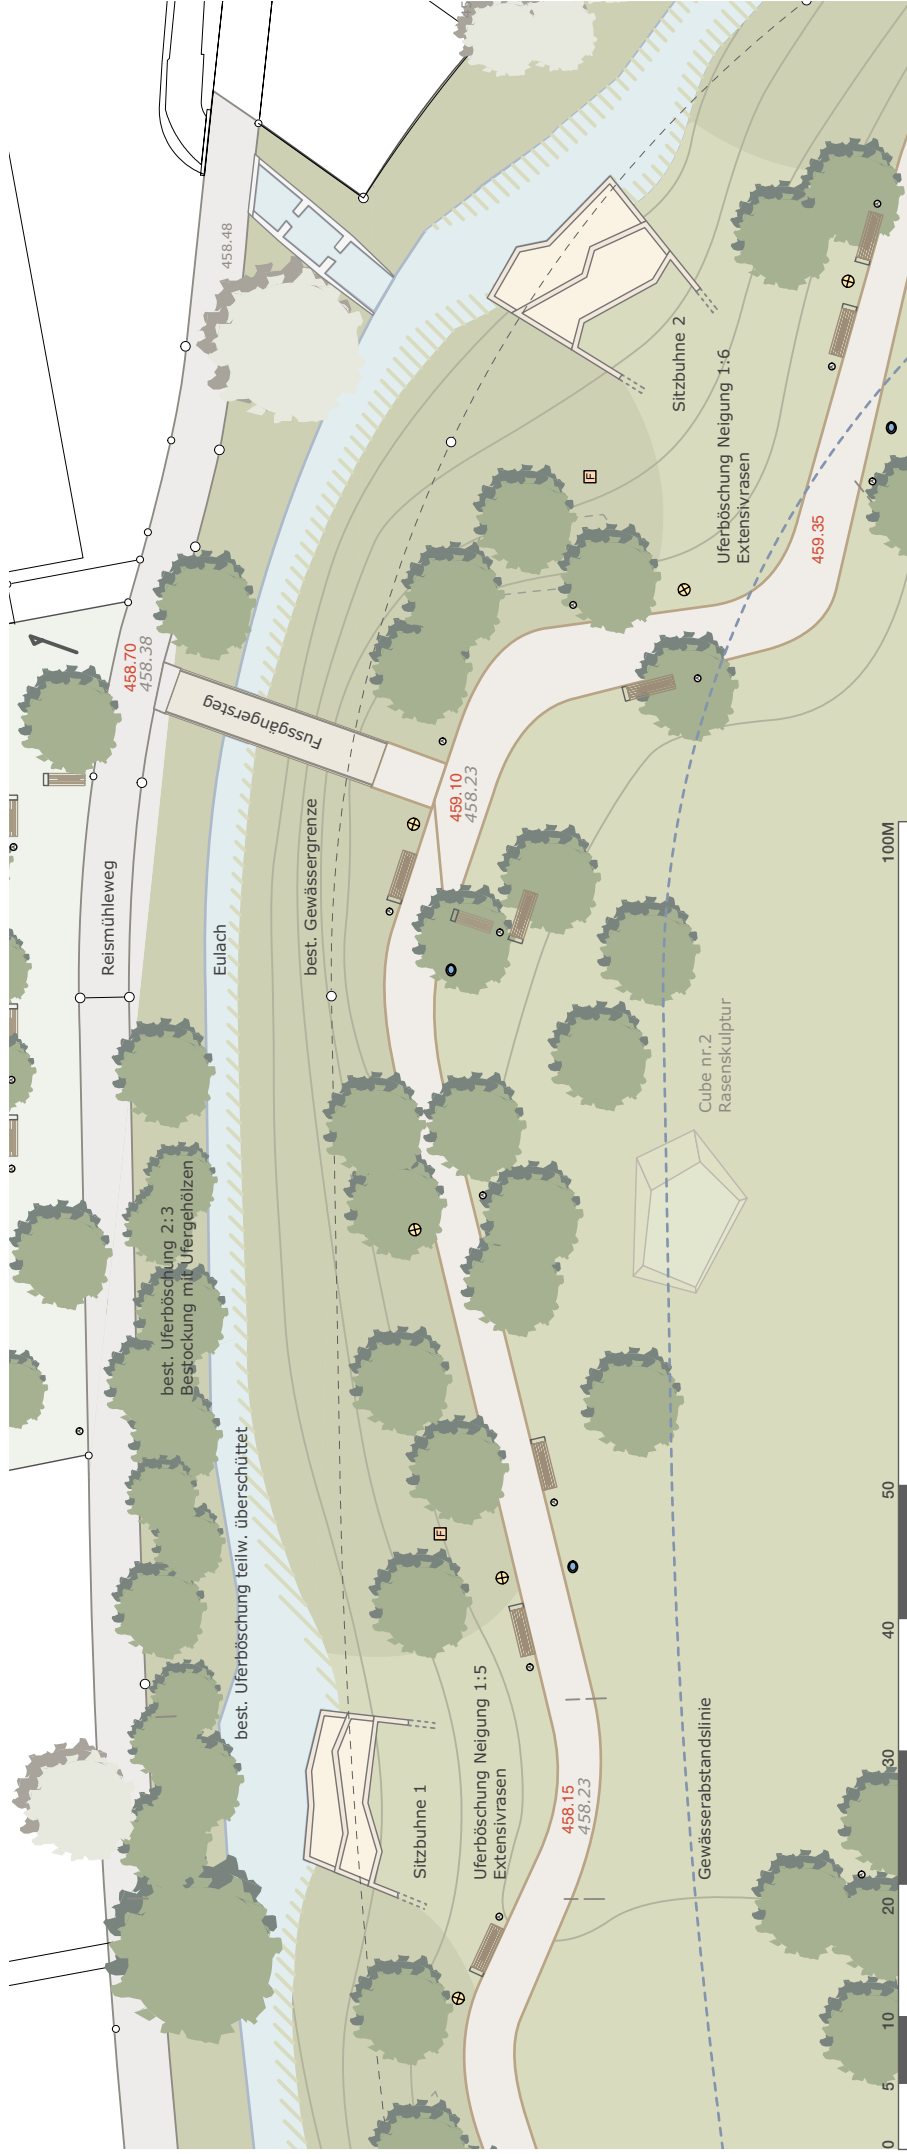 458.48
Sitzbuhne 2
Uferböschung Neigung 1:6
Extensivrasen
459.35
F
458.70
458.38
Fussgängersteg
459.10
458.23
Reismühleweg
Eulach
best. Gewässergrenze
Cube nr.2
Rasenskulptur
best. Uferböschung 2:3
Bestockung mit Ufergehölzen
best. Uferböschung teilw. überschüttet
F
Sitzbuhne 1
Uferböschung Neigung 1:5
Extensivrasen
458.15
458.23
Gewässerabstandslinie
0 5 10 20 30 40 50 100M